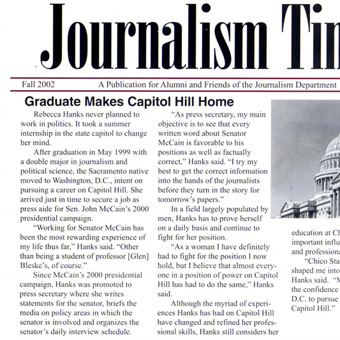 Journalism Tim
Fall 2002
A Publication for Alumni and Friends of the Journalism Department
Graduate Makes Capitol Hill Home
Rebecca Hanks never planned to
work in politics. It took a summer
internship in the state capitol to change
her mind.
After graduation in May 1999 with
a double major in journalism and
political science, the Sacramento native
moved to Washington, D.C., intent on
pursuing a career on Capitol Hill. She
arrived just in time to secure a job as
press aide for Sen. John McCain's 2000
presidential campaign.
"Working for Senator McCain has
been the most rewarding experience of
my life thus far," Hanks said. "Other
than being a student of professor [Glen]
Bleske's, of course."
Since McCain's 2000 presidential
campaign, Hanks was promoted to
press secretary where she writes
statements for the senator, briefs the
media on policy areas in which the
senator is involved and organizes the
senator's daily interview schedule.
"As press secretary, my main
objective is to see that every
written word about Senator
McCain is favorable to his
positions as well as factually
correct," Hanks said. "I try my
best to get the correct information
into the hands of the journalists
before they turn in the story for
tomorrow's papers."
In a field largely populated by
men, Hanks has to prove herself
on a daily basis and continue to
fight for her position.
"As a woman I have definitely
had to fight for the position I now
hold, but I believe that almost every-
one in a position of power on Capitol
Hill has had to do the same," Hanks
said.
Although the myriad of experi-
ences Hanks has had on Capitol Hill
have changed and refined her profes-
sional skills, Hanks still considers her
education at Ch
important influe
and professiona
"Chico Sta
shaped me into
Hanks said. "M
the confidence
D.C. to pursue
Capitol Hill."